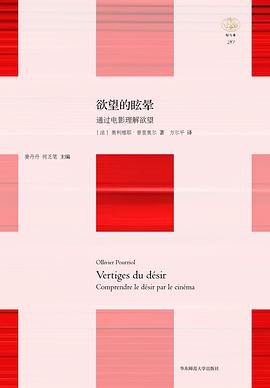 287
欲望的眩晕
通过电影理解欲望
[法] 奥利维耶·普里奥尔 著 方尔平 译
姜丹丹 何乏笔 主编
Ollivier Pourriol
Vertiges du désir
Comprendre le désir par le cinéma
华东师范大学出版社